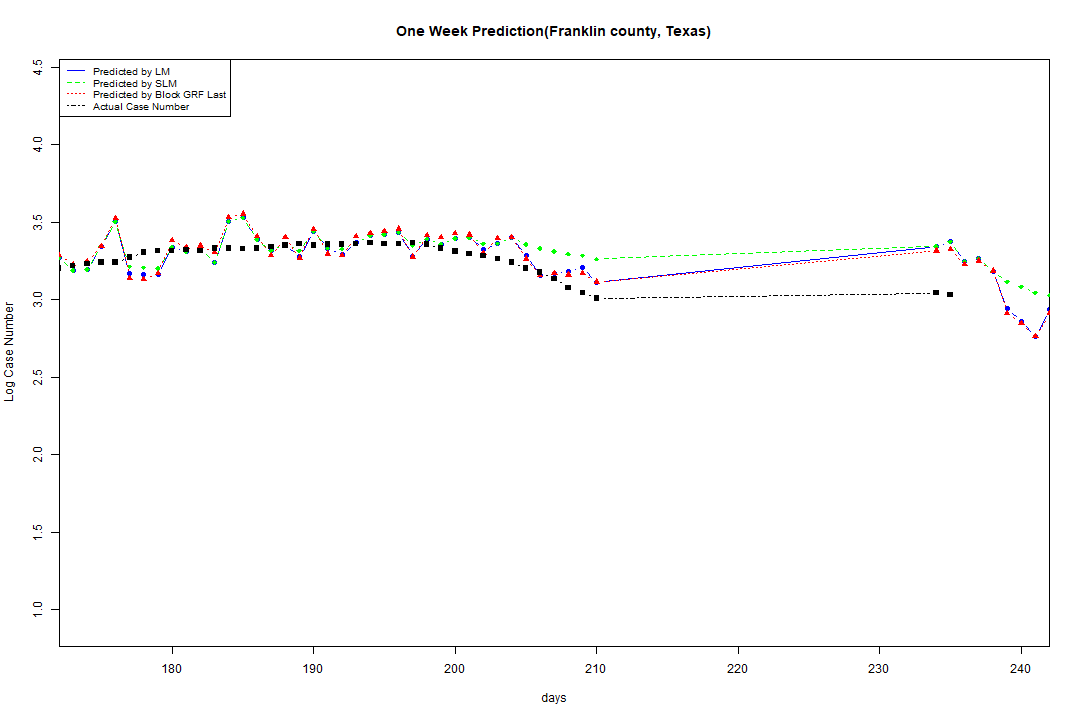 One Week Prediction(Franklin county, Texas)
Predicted by LM
Predicted by SLM
Predicted by Block GRF Last
Actual Case Number
4.5
4.0
3.5
3.0
2.5
2.0
1.5
1.0
Log Case Number
180 190 200 210 220 230 240
days